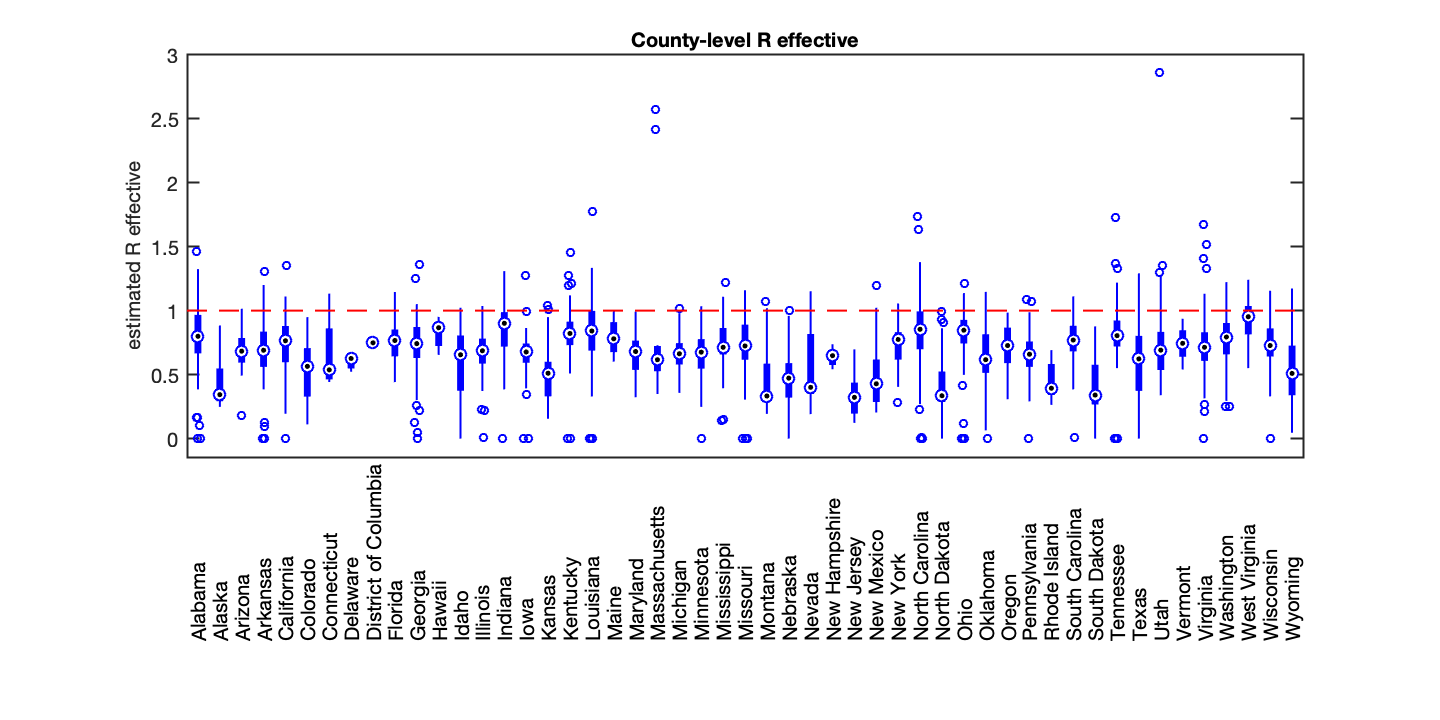 County-level R effective
estimated R effective
3
2.5
2
1.5
1
0.5
0
Alabama
Alaska
Arizona
Arkansas
California
Colorado
Connecticut
Delaware
District of Columbia
Florida
Georgia
Hawaii
Idaho
Illinois
Indiana
Iowa
Kansas
Kentucky
Louisiana
Maine
Maryland
Massachusetts
Michigan
Minnesota
Mississippi
Missouri
Montana
Nebraska
Nevada
New Hampshire
New Jersey
New Mexico
New York
North Carolina
North Dakota
Ohio
Oklahoma
Oregon
Pennsylvania
Rhode Island
South Carolina
South Dakota
Tennessee
Texas
Utah
Vermont
Virginia
Washington
West Virginia
Wisconsin
Wyoming